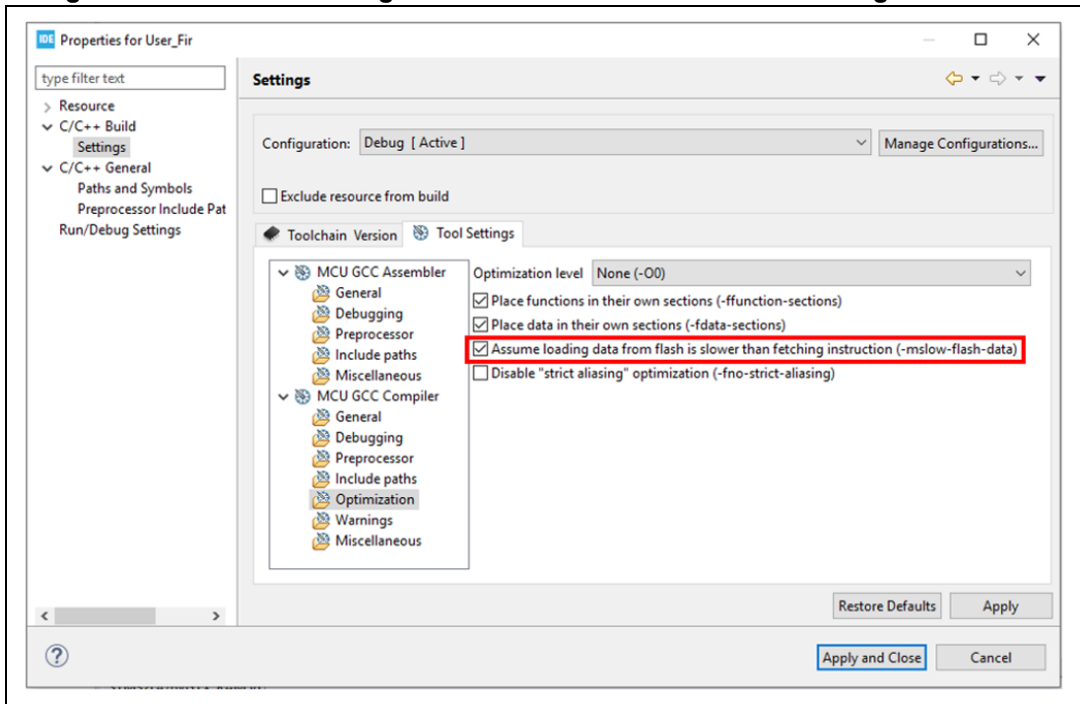 IDE Properties for User_Fir
type filter text
Settings
Resource
C/C++ Build
Settings
C/C++ General
Paths and Symbols
Preprocessor Include Pat
Run/Debug Settings
Configuration: Debug [ Active ]
Manage Configurations...
Exclude resource from build
Toolchain Version Tool Settings
MCU GCC Assembler
General
Debugging
Preprocessor
Include paths
Miscellaneous
MCU GCC Compiler
General
Debugging
Preprocessor
Include paths
Optimization
Warnings
Miscellaneous
Optimization level None (-O0)
Place functions in their own sections (-ffunction-sections)
Place data in their own sections (-fdata-sections)
Assume loading data from flash is slower than fetching instruction (-mslow-flash-data)
Disable "strict aliasing" optimization (-fno-strict-aliasing)
Restore Defaults Apply
? Apply and Close Cancel